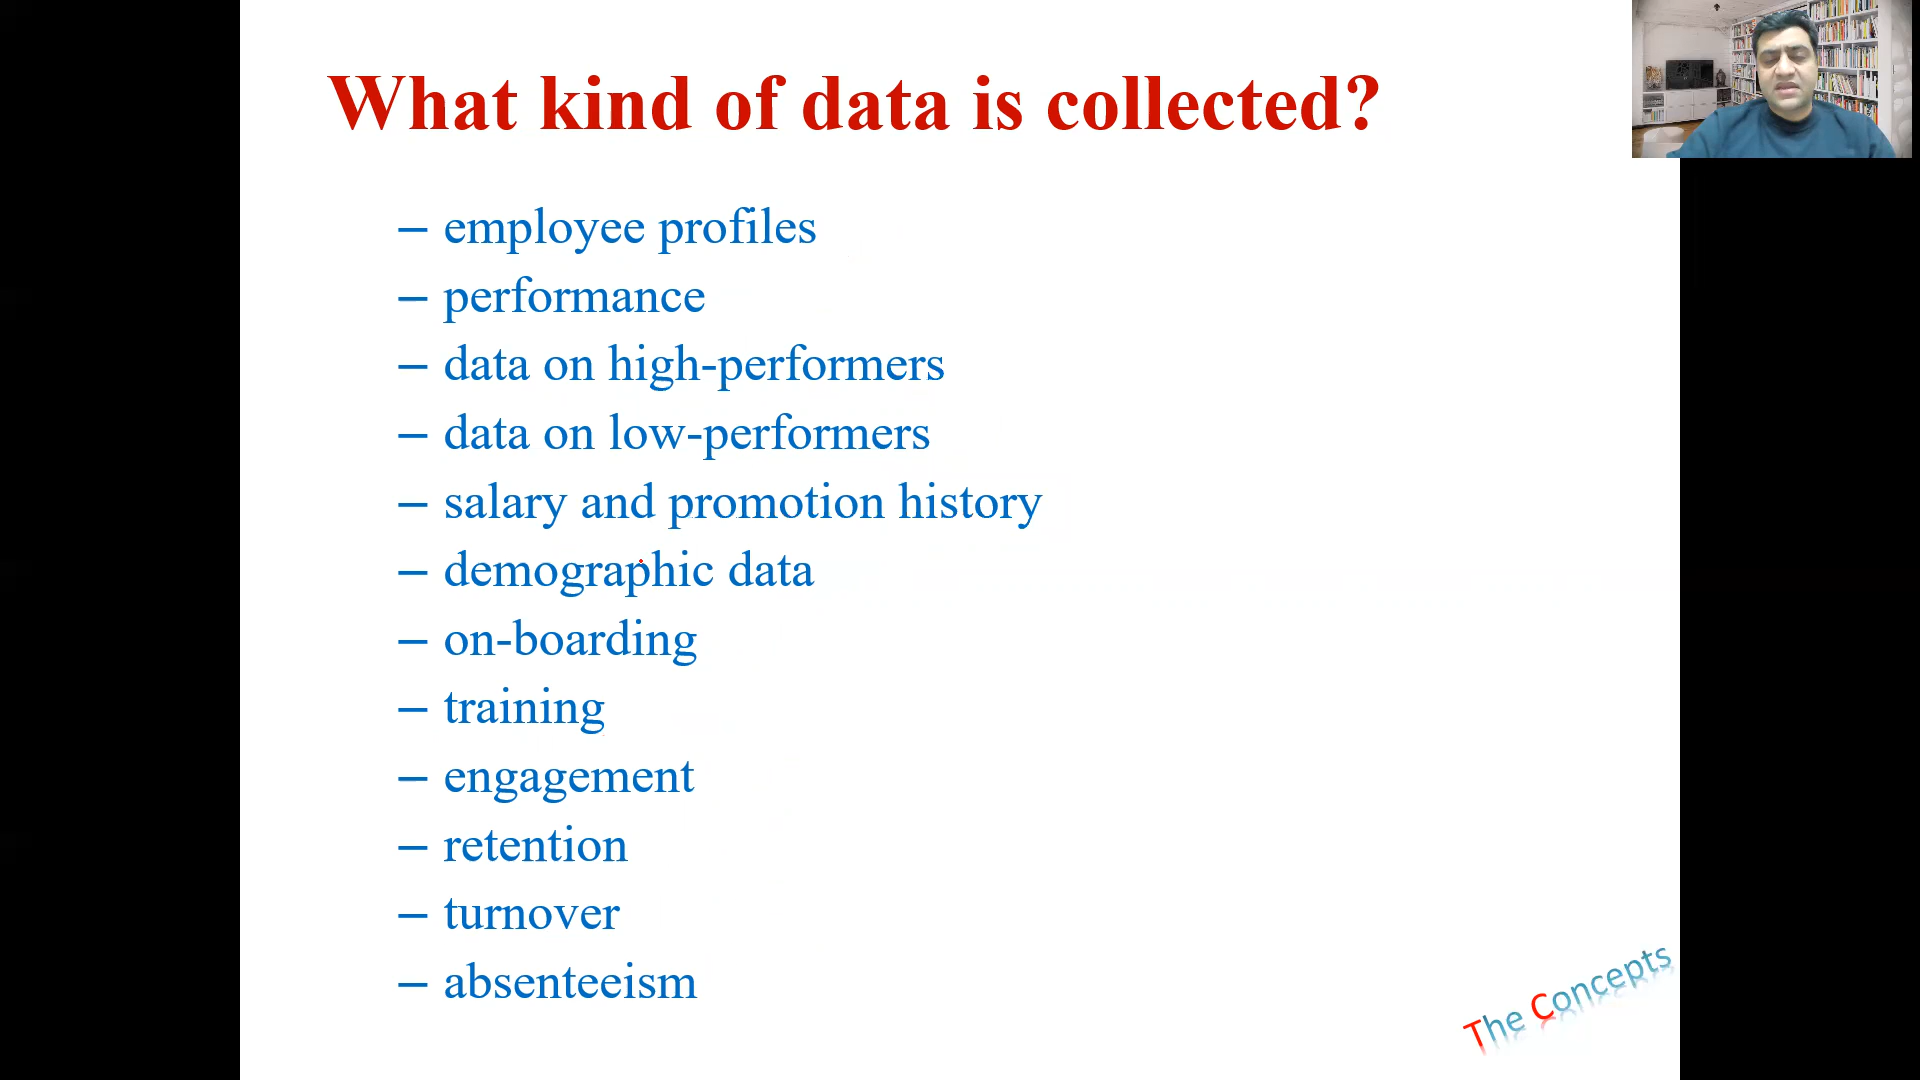 What kind of data is collected?
– employee profiles
– performance
– data on high-performers
– data on low-performers
– salary and promotion history
– demographic data
– on-boarding
– training
– engagement
– retention
– turnover
– absenteeism
The Concepts